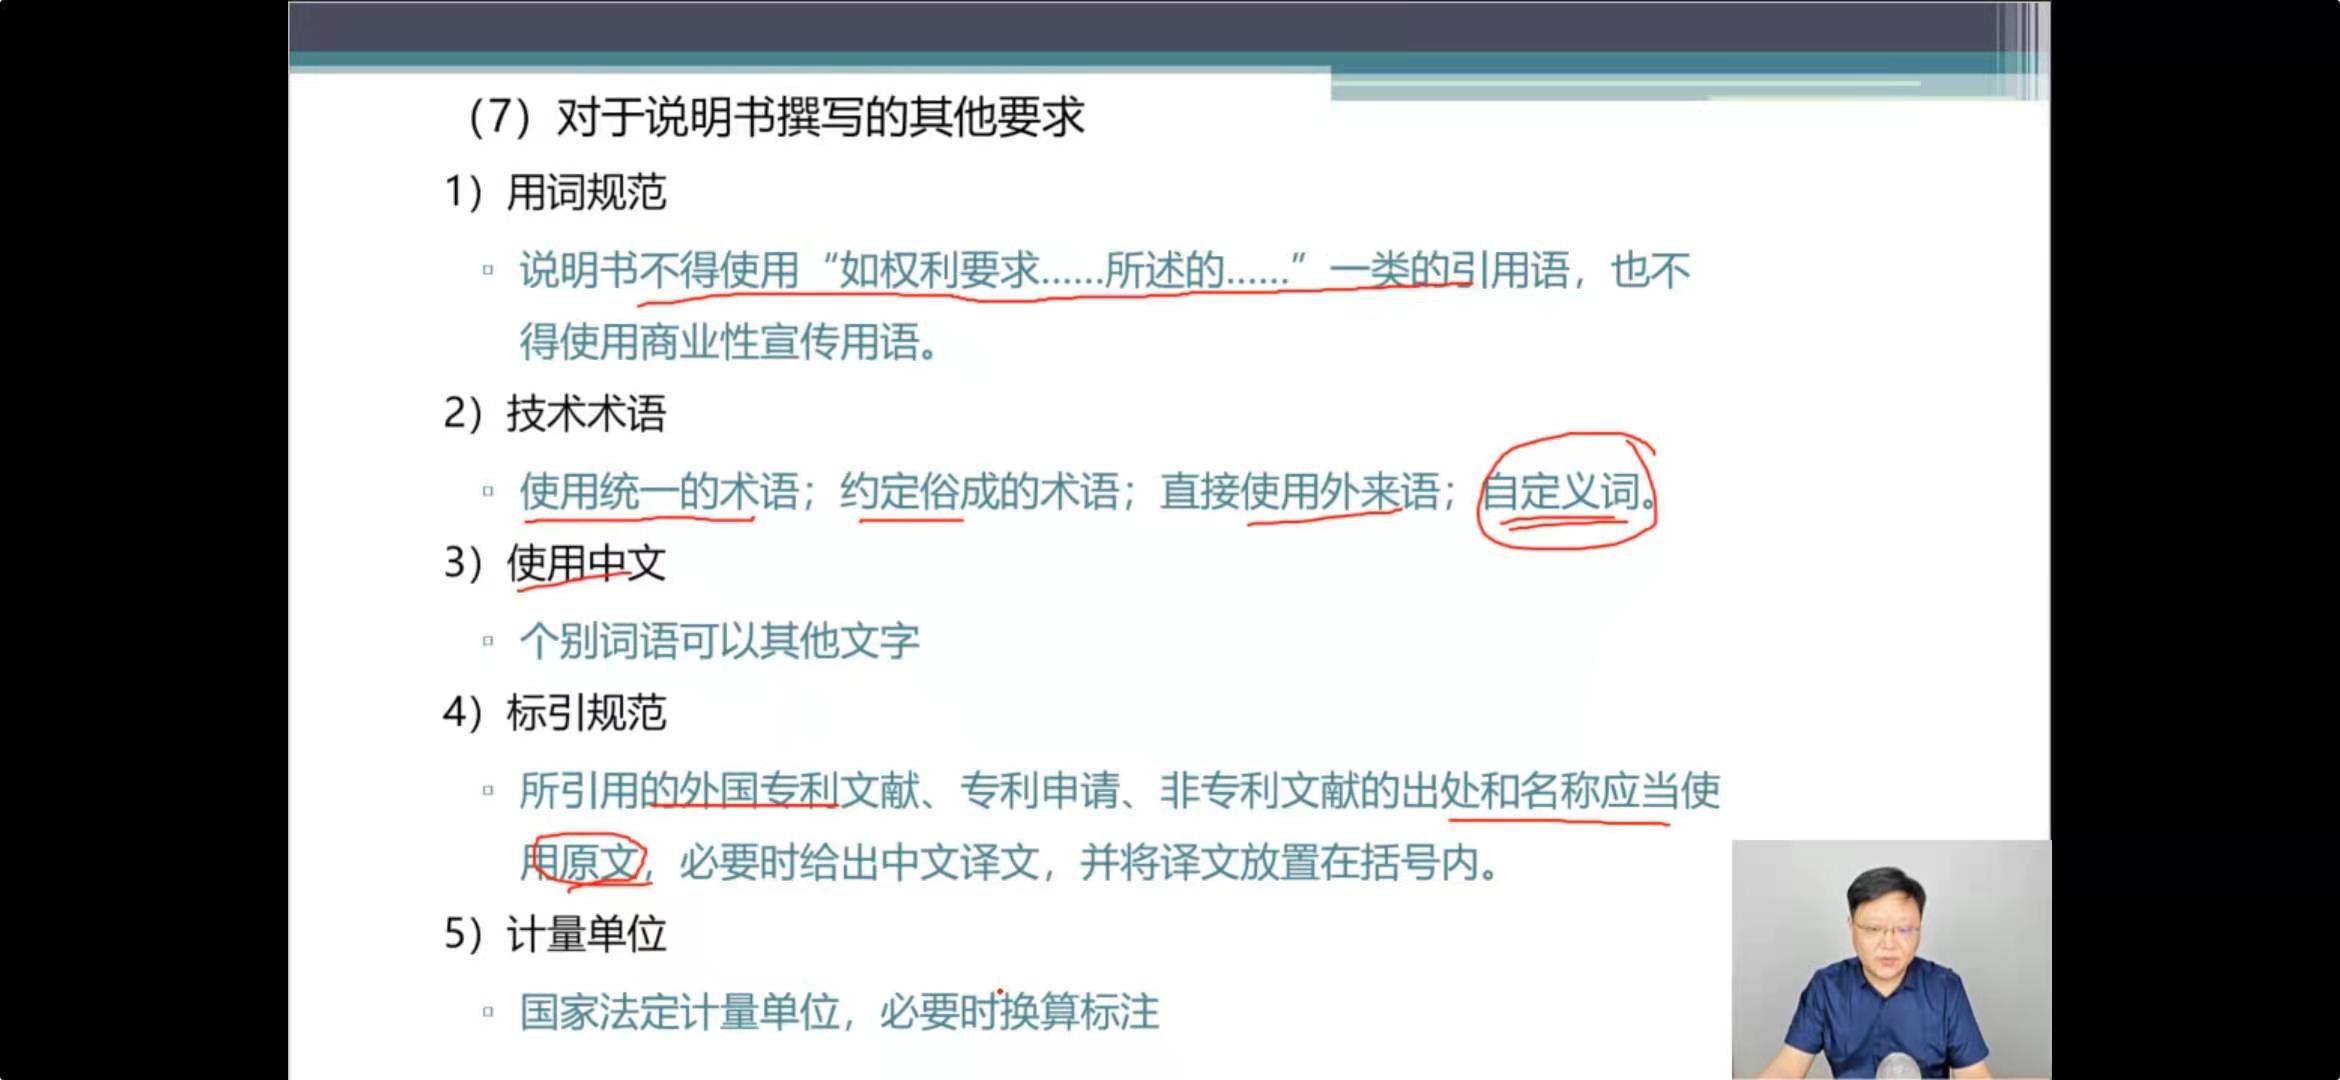 （7）对于说明书撰写的其他要求
1）用词规范
▫ 说明书不得使用“如权利要求……所述的……”一类的引用语，也不
得使用商业性宣传用语。
2）技术术语
▫ 使用统一的术语；约定俗成的术语；直接使用外来语；自定义词。
3）使用中文
▫ 个别词语可以其他文字
4）标引规范
▫ 所引用的外国专利文献、专利申请、非专利文献的出处和名称应当使
用原文，必要时给出中文译文，并将译文放置在括号内。
5）计量单位
▫ 国家法定计量单位，必要时换算标注